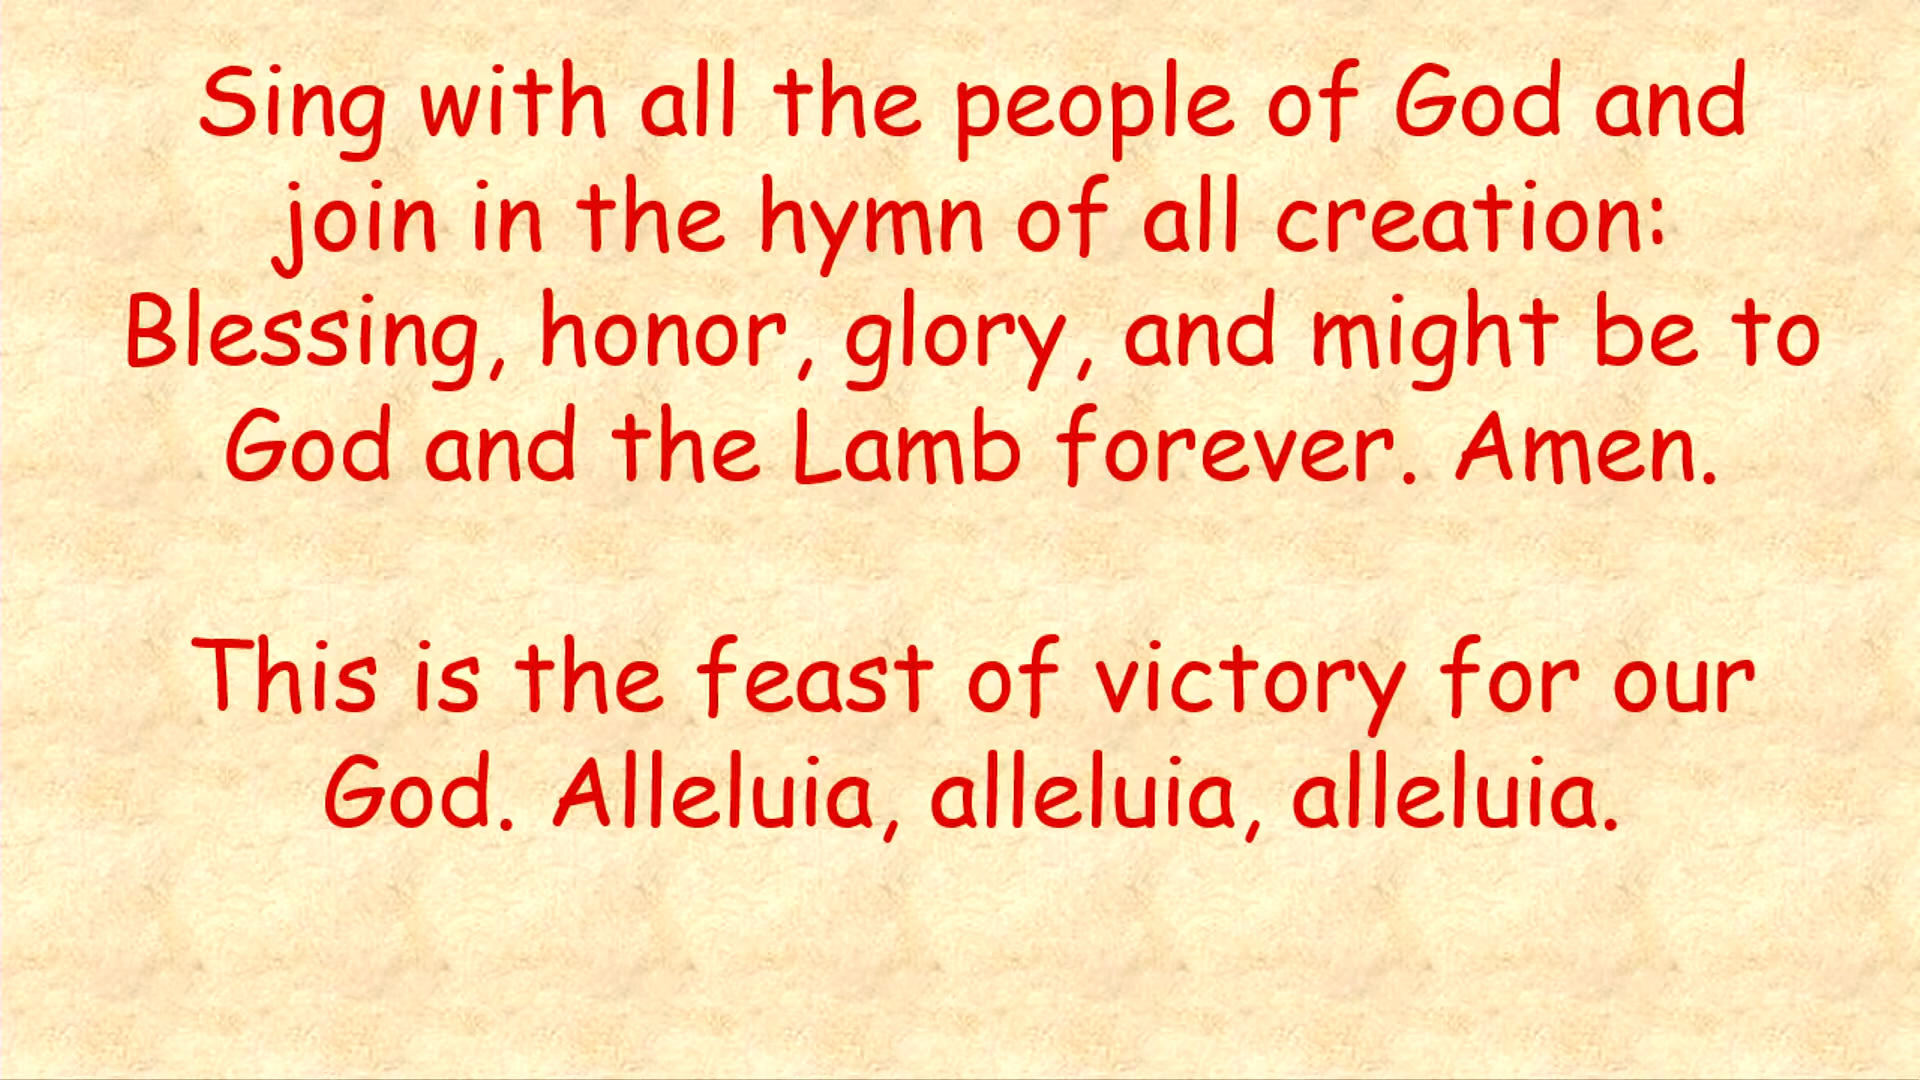 Sing with all the people of God and
join in the hymn of all creation:
Blessing, honor, glory, and might be to
God and the Lamb forever. Amen.
This is the feast of victory for our
God. Alleluia, alleluia, alleluia.